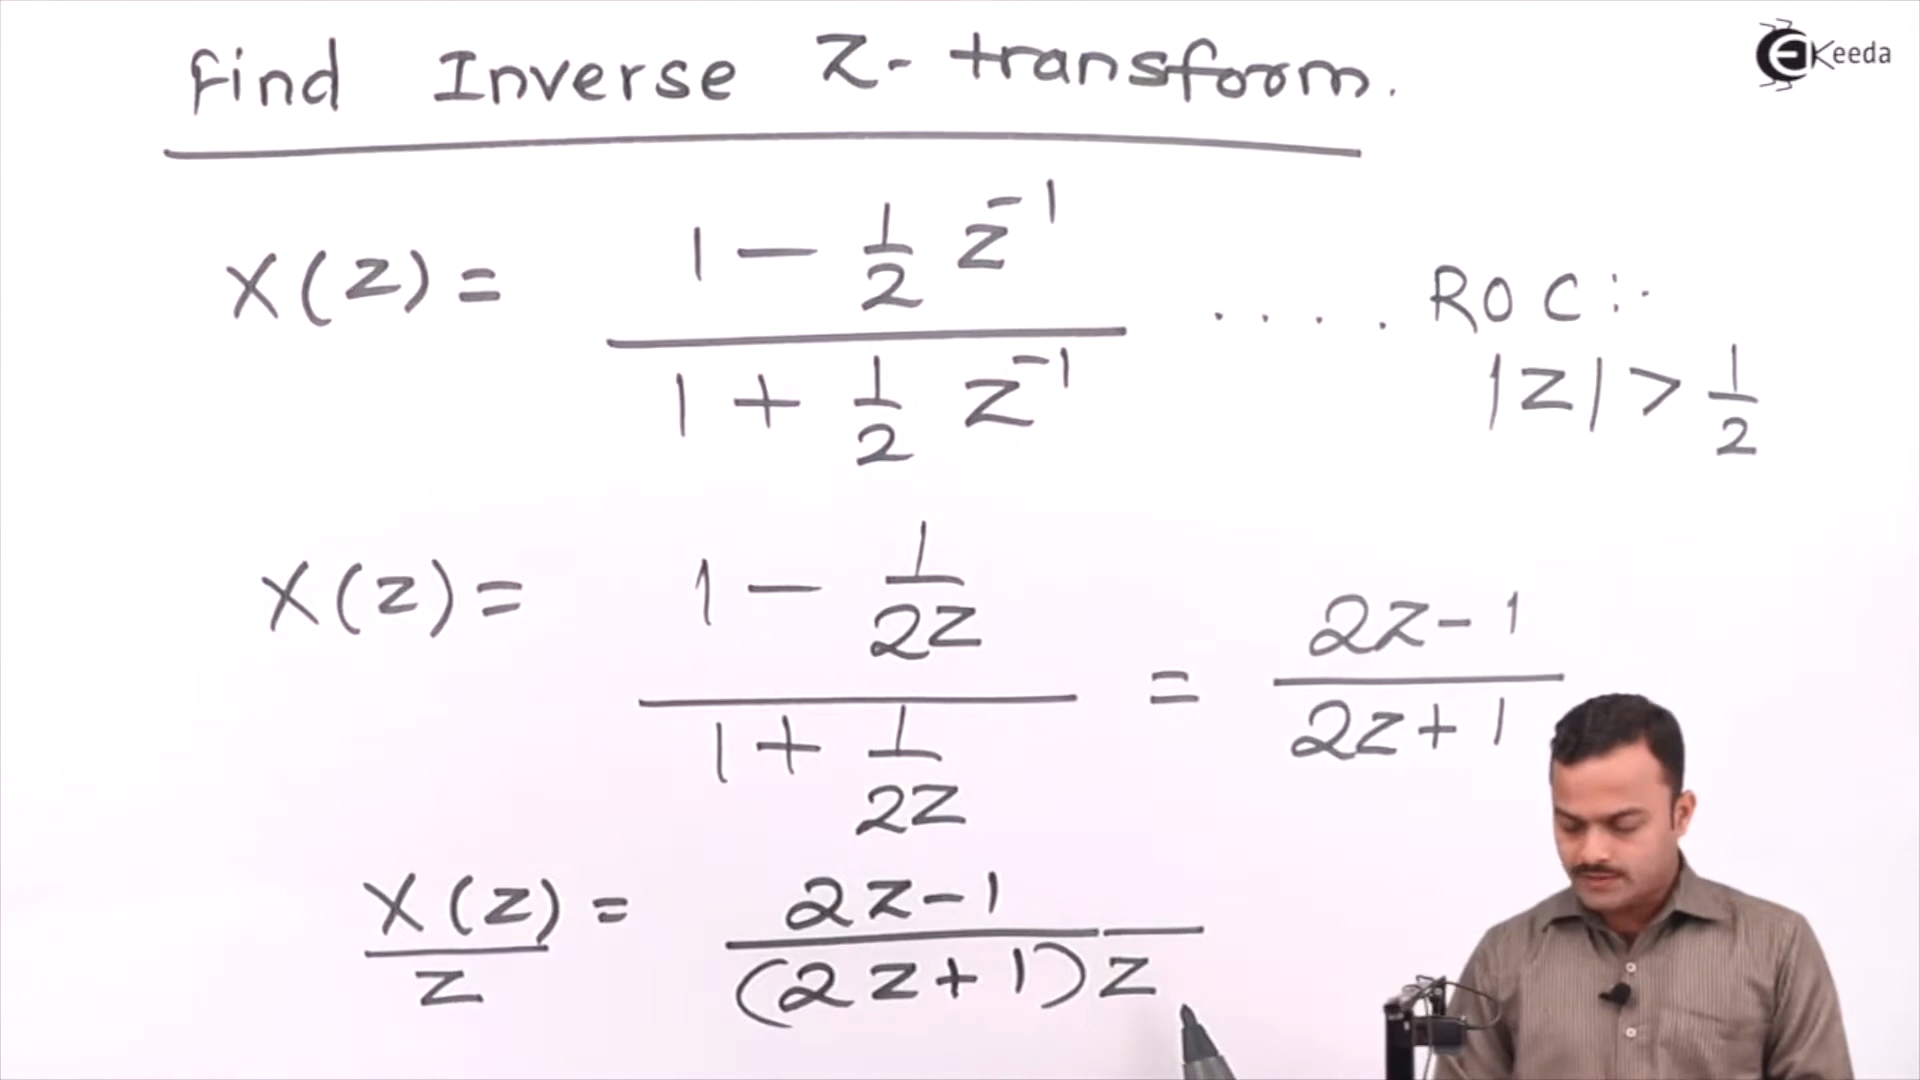 Find Inverse Z-transform.
X(z) = (1 - 1/2 z⁻¹) / (1 + 1/2 z⁻¹) .... ROC :- |z| > 1/2
X(z) = (1 - 1/2z) / (1 + 1/2z) = (2z-1) / (2z+1)
X(z)/z = (2z-1) / (2z+1)z
EKeeda